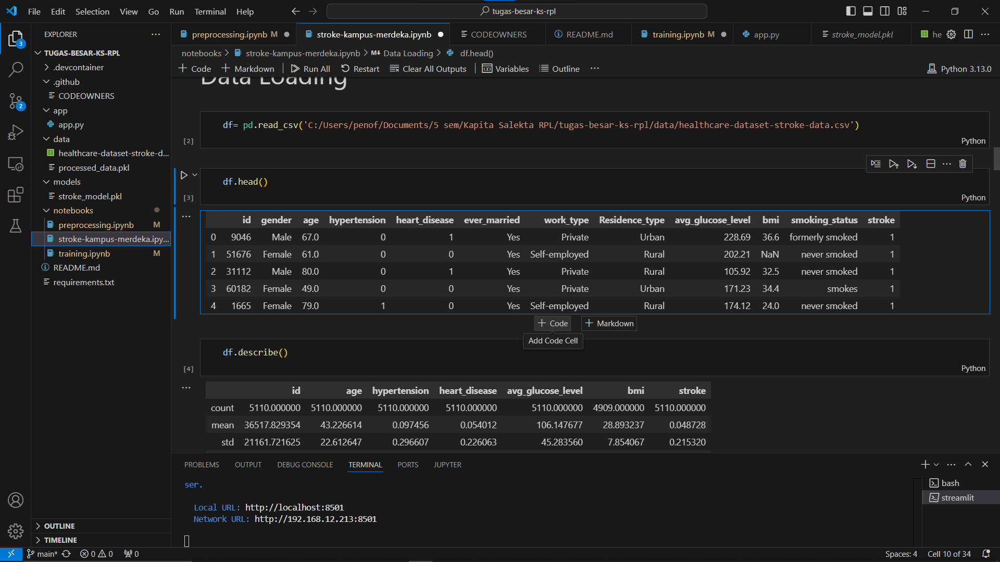 File Edit Selection View Go Run Terminal Help
tugas-besar-ks-rpl
EXPLORER
preprocessing.ipynb M
stroke-kampus-merdeka.ipynb
CODEOWNERS
README.md
training.ipynb M
app.py
stroke_model.pkl
he
TUGAS-BESAR-KS-RPL
.devcontainer
.github
CODEOWNERS
app
app.py
data
healthcare-dataset-stroke-d...
processed_data.pkl
models
stroke_model.pkl
notebooks
preprocessing.ipynb M
stroke-kampus-merdeka.ipy...
training.ipynb M
README.md
requirements.txt
OUTLINE
TIMELINE
notebooks > stroke-kampus-merdeka.ipynb > M Data Loading > df.head()
Code Markdown Run All Restart Clear All Outputs Variables Outline ... Python 3.13.0
Data Loading
df= pd.read_csv('C:/Users/penof/Documents/5 sem/Kapita Salekta RPL/tugas-besar-ks-rpl/data/healthcare-dataset-stroke-data.csv')
[2] Python
df.head()
[3] Python
id gender age hypertension heart_disease ever_married work_type Residence_type avg_glucose_level bmi smoking_status stroke
0 9046 Male 67.0 0 1 Yes Private Urban 228.69 36.6 formerly smoked 1
1 51676 Female 61.0 0 0 Yes Self-employed Rural 202.21 NaN never smoked 1
2 31112 Male 80.0 0 1 Yes Private Rural 105.92 32.5 never smoked 1
3 60182 Female 49.0 0 0 Yes Private Urban 171.23 34.4 smokes 1
4 1665 Female 79.0 1 0 Yes Self-employed Rural 174.12 24.0 never smoked 1
+ Code + Markdown
Add Code Cell
df.describe()
[4] Python
id age hypertension heart_disease avg_glucose_level bmi stroke
count 5110.000000 5110.000000 5110.000000 5110.000000 5110.000000 4909.000000 5110.000000
mean 36517.829354 43.226614 0.097456 0.054012 106.147677 28.893237 0.048728
std 21161.721625 22.612647 0.296607 0.226063 45.283560 7.854067 0.215320
PROBLEMS OUTPUT DEBUG CONSOLE TERMINAL PORTS JUPYTER
ser.
Local URL: http://localhost:8501
Network URL: http://192.168.12.213:8501
bash
streamlit
3
2
main* 0 0 0
Spaces: 4 Cell 10 of 34